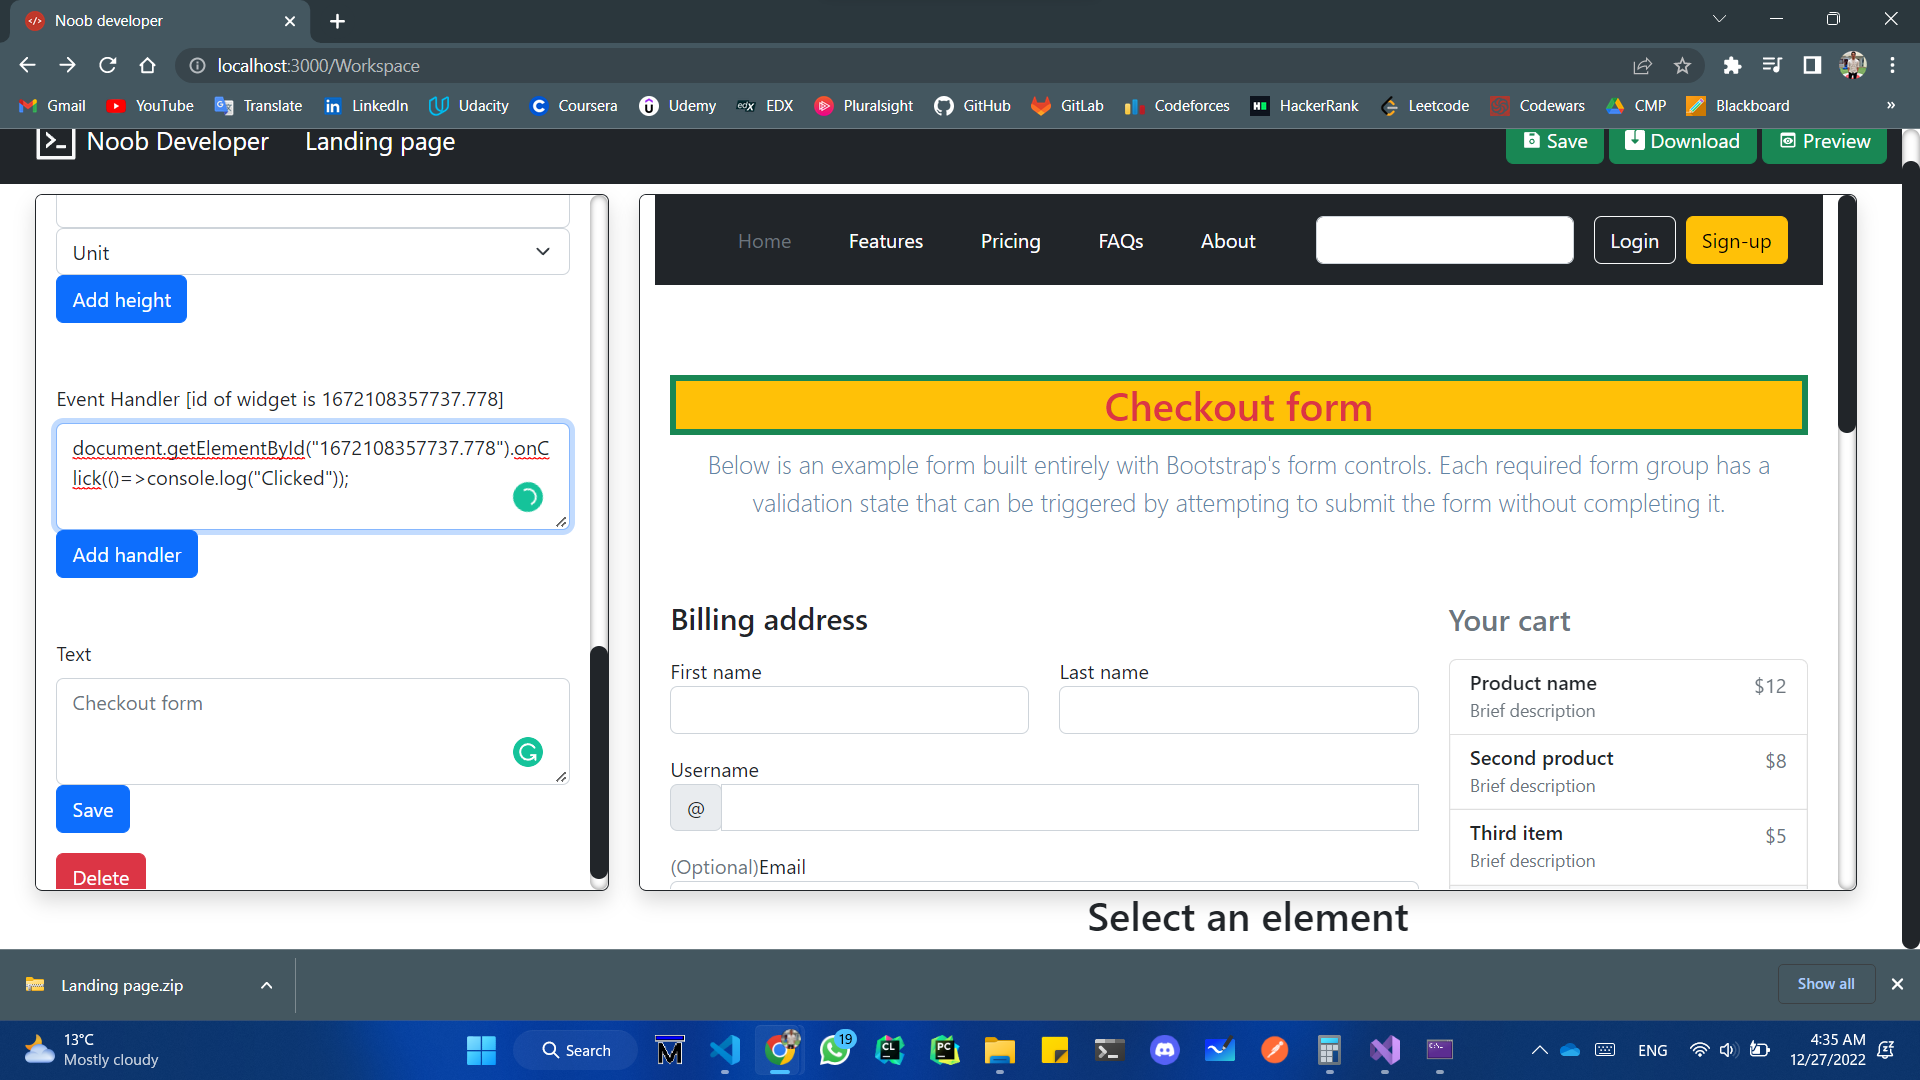 Noob developer
localhost:3000/Workspace
Gmail YouTube Translate LinkedIn Udacity Coursera Udemy EDX Pluralsight GitHub GitLab Codeforces HackerRank Leetcode Codewars CMP Blackboard »
Noob Developer Landing page Save Download Preview
Unit
Add height
Event Handler [id of widget is 1672108357737.778]
document.getElementById("1672108357737.778").onC
lick(()=>console.log("Clicked"));
Add handler
Text
Checkout form
Save
Delete
Home Features Pricing FAQs About Login Sign-up
Checkout form
Below is an example form built entirely with Bootstrap's form controls. Each required form group has a
validation state that can be triggered by attempting to submit the form without completing it.
Billing address
First name Last name
Username
@
(Optional)Email
Your cart
Product name $12
Brief description
Second product $8
Brief description
Third item $5
Brief description
Select an element
Landing page.zip Show all
13°C
Mostly cloudy
Search
19
ENG
4:35 AM
12/27/2022